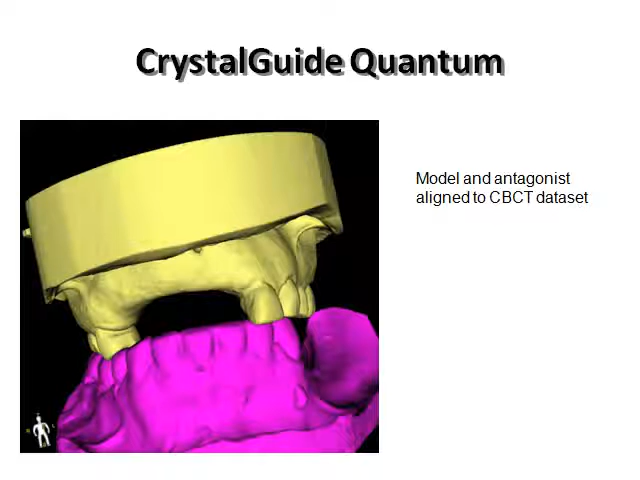 CrystalGuide Quantum
Model and antagonist
aligned to CBCT dataset